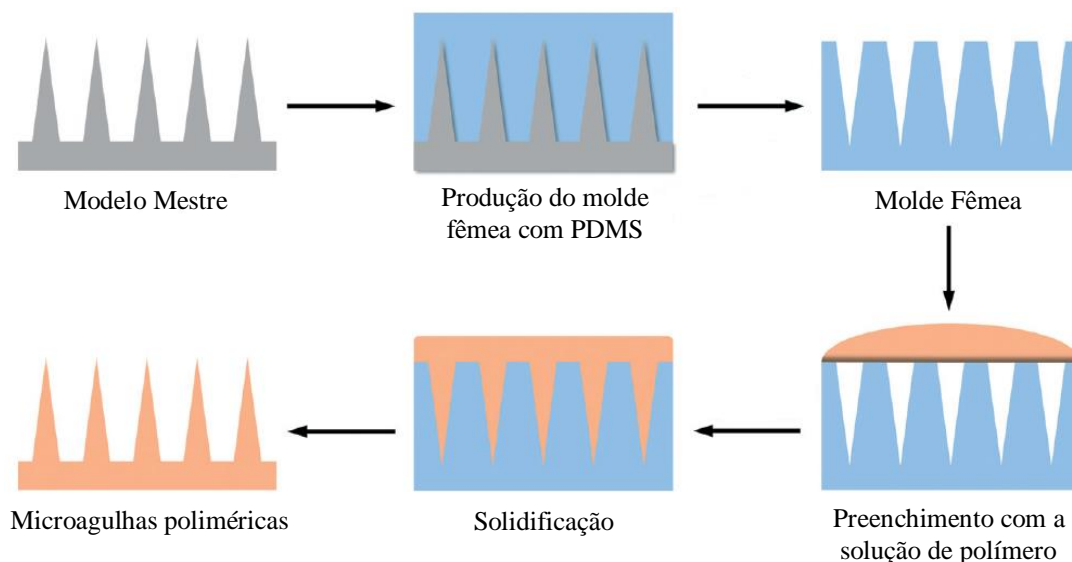 Modelo Mestre
Produção do molde
fêmea com PDMS
Molde Fêmea
Microagulhas poliméricas
Solidificação
Preenchimento com a
solução de polímero